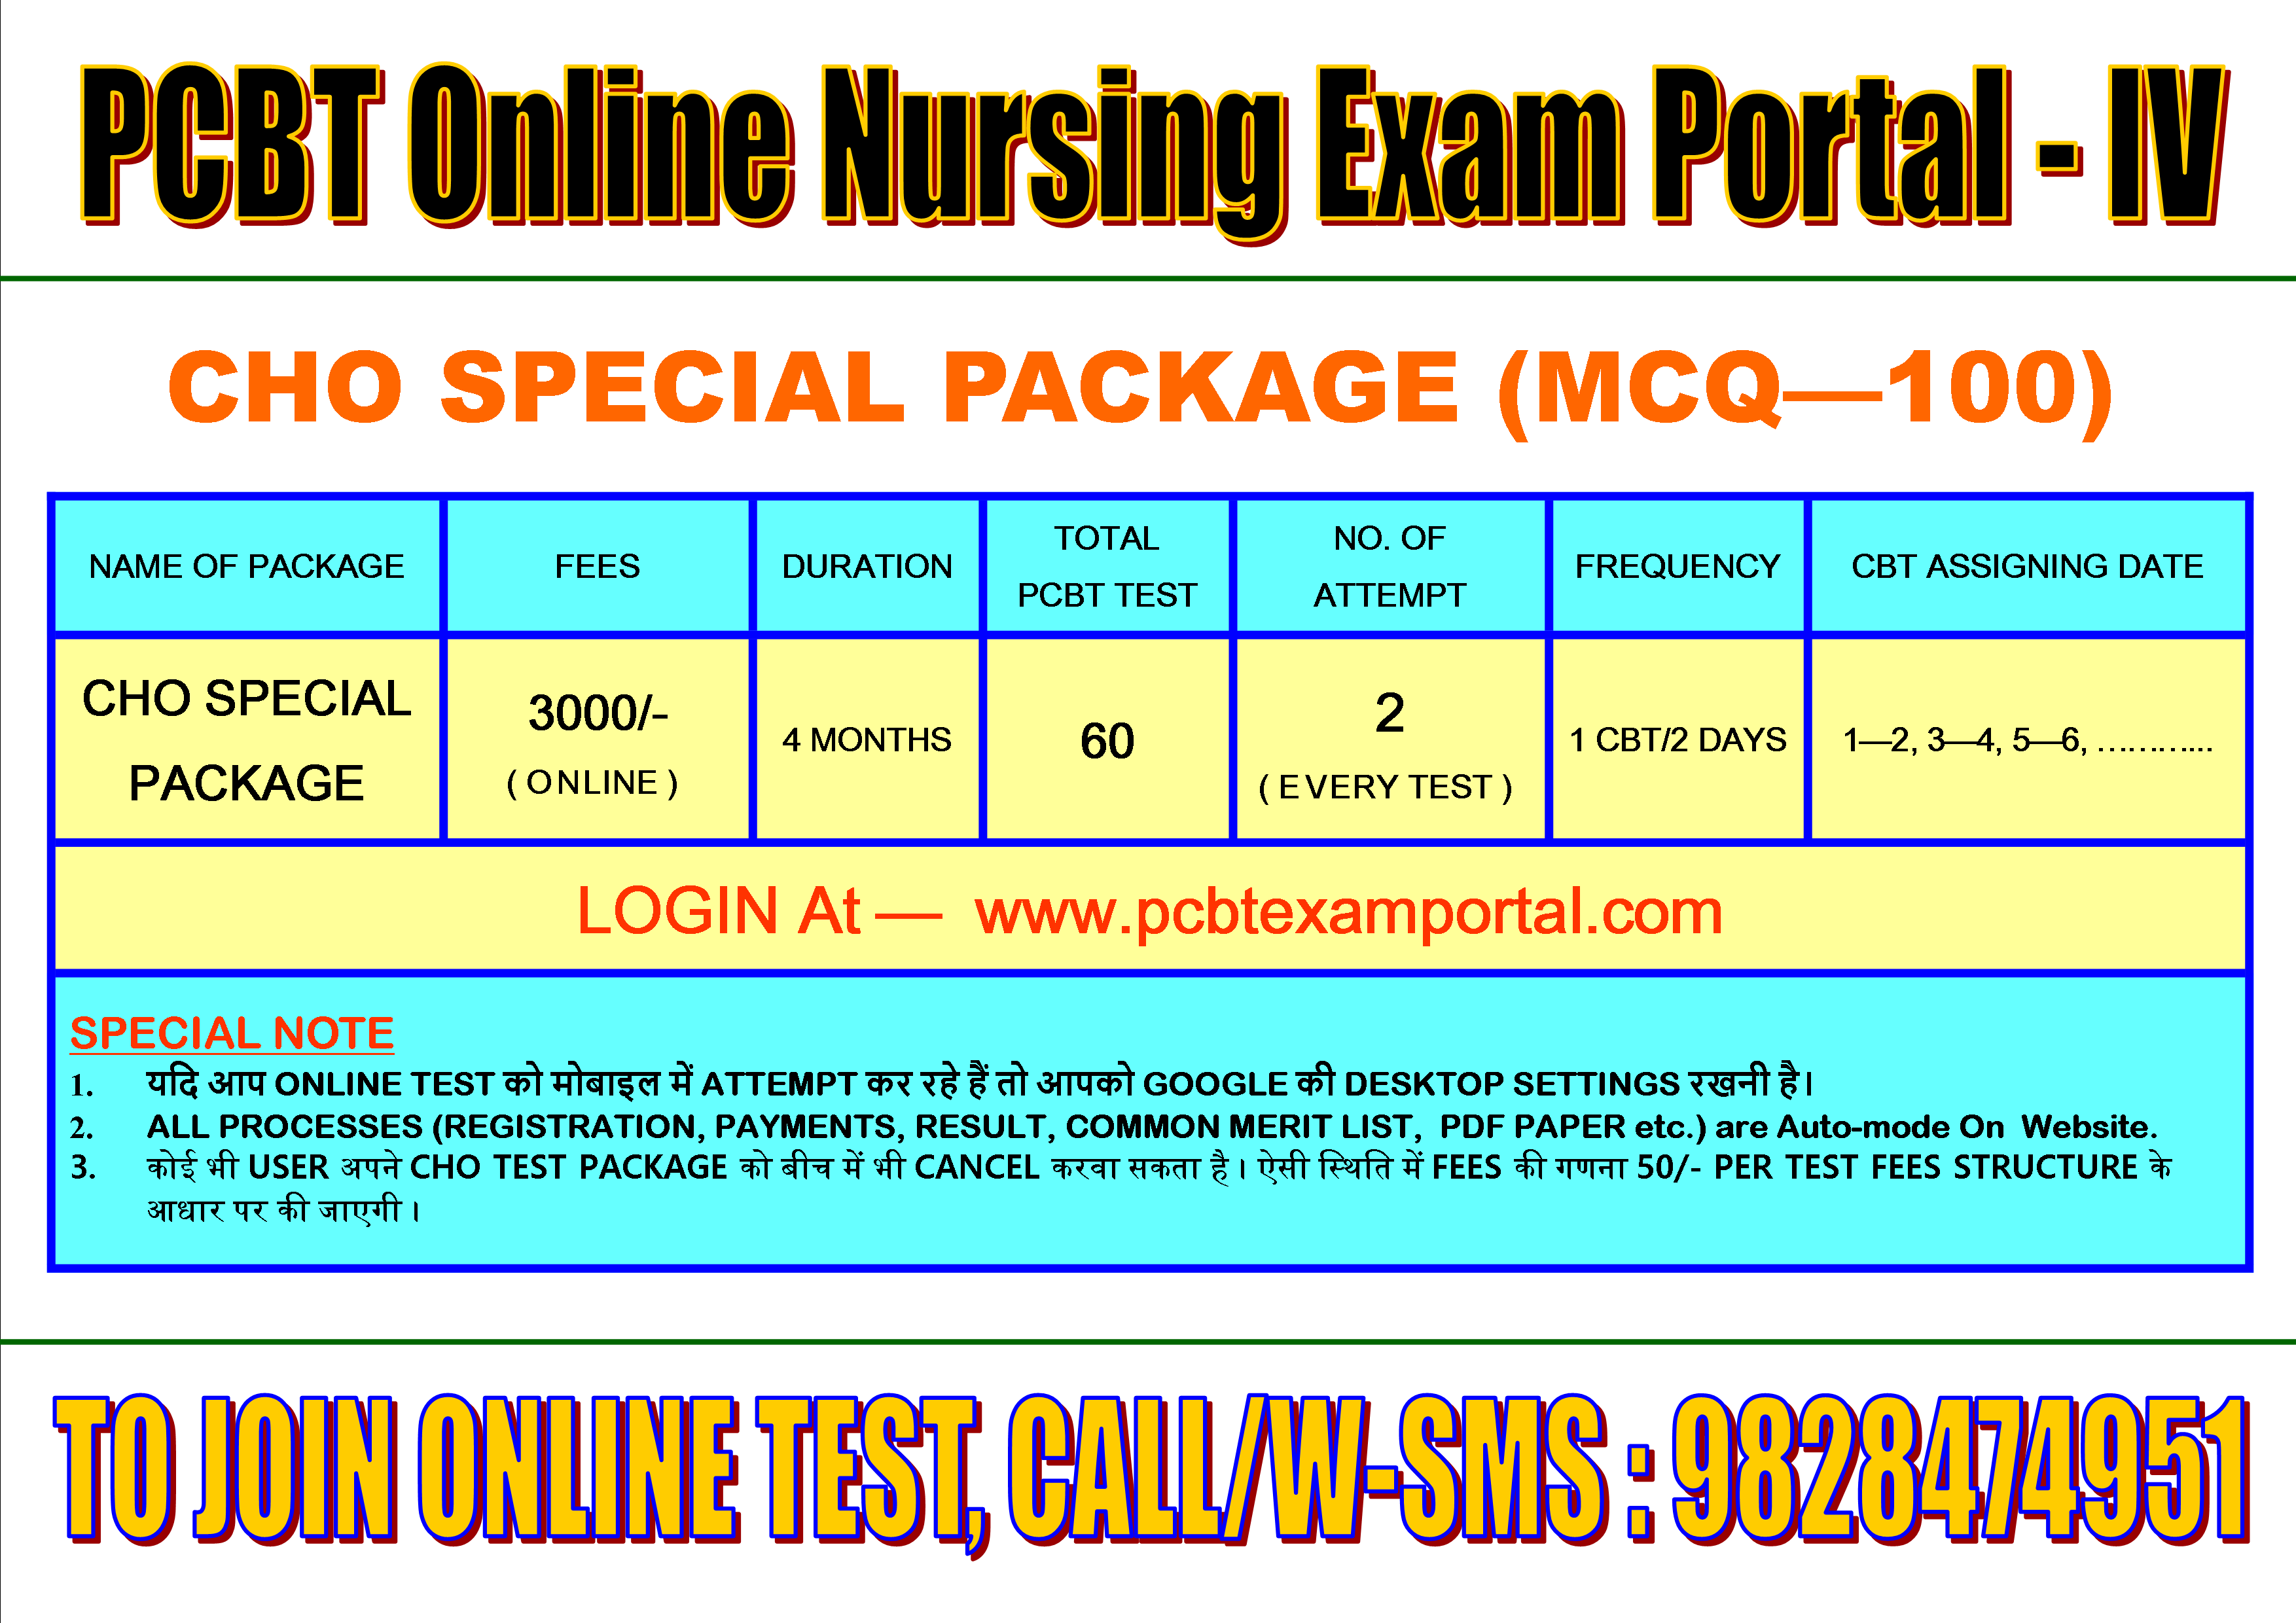 PCBT Online Nursing Exam Portal - IV
CHO SPECIAL PACKAGE (MCQ—100)
NAME OF PACKAGE
FEES
DURATION
TOTAL
PCBT TEST
NO. OF
ATTEMPT
FREQUENCY
CBT ASSIGNING DATE
CHO SPECIAL
PACKAGE
3000/-
( ONLINE )
4 MONTHS
60
2
( EVERY TEST )
1 CBT/2 DAYS
1—2, 3—4, 5—6, ………...
LOGIN At — www.pcbtexamportal.com
SPECIAL NOTE
1. यदि आप ONLINE TEST को मोबाइल में ATTEMPT कर रहे हैं तो आपको GOOGLE की DESKTOP SETTINGS रखनी है।
2. ALL PROCESSES (REGISTRATION, PAYMENTS, RESULT, COMMON MERIT LIST, PDF PAPER etc.) are Auto-mode On Website.
3. कोई भी USER अपने CHO TEST PACKAGE को बीच में भी CANCEL करवा सकता है। ऐसी स्थिति में FEES की गणना 50/- PER TEST FEES STRUCTURE के
आधार पर की जाएगी।
TO JOIN ONLINE TEST, CALL/W-SMS : 9828474951